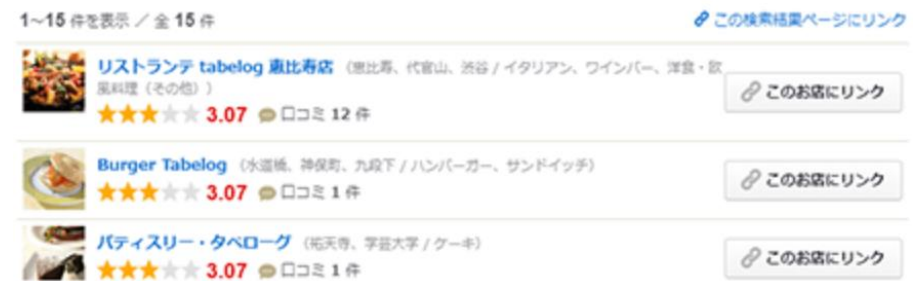 1～15 件を表示 ／ 全 15 件
この検索結果ページにリンク
リストランテ tabelog 恵比寿店 （恵比寿、代官山、渋谷 / イタリアン、ワインバー、洋食・欧
風料理（その他））
このお店にリンク
3.07 口コミ 12 件
Burger Tabelog （水道橋、神保町、九段下 / ハンバーガー、サンドイッチ）
このお店にリンク
3.07 口コミ 1 件
パティスリー・タベローグ （祐天寺、学芸大学 / ケーキ）
このお店にリンク
3.07 口コミ 1 件